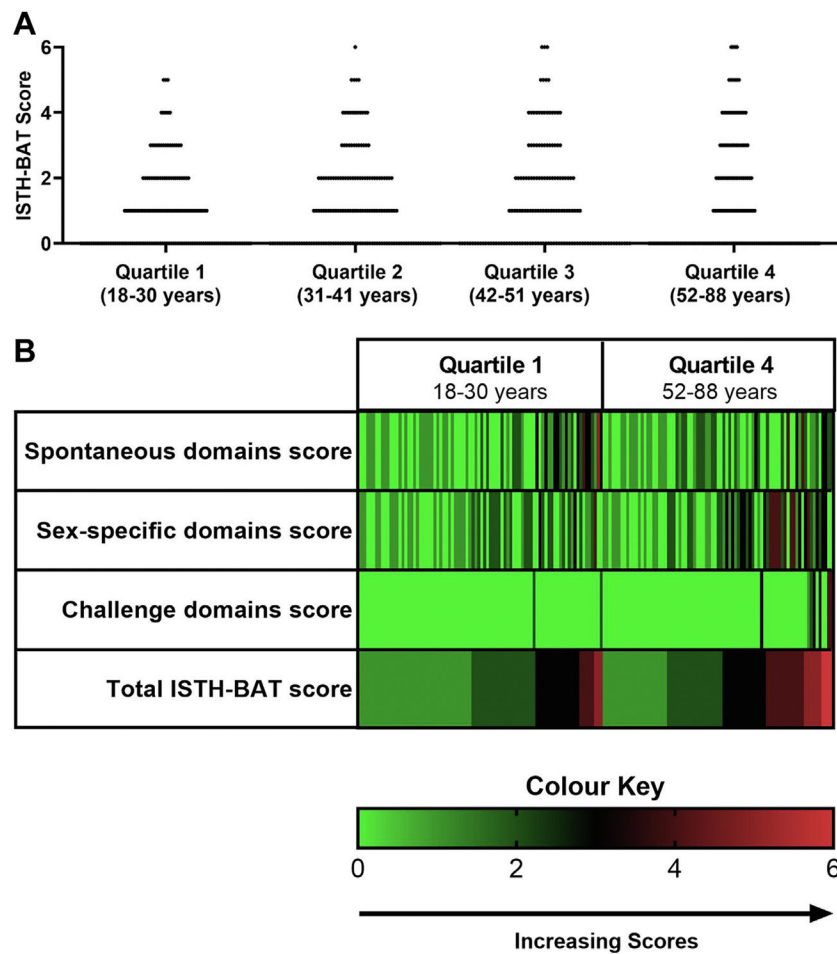 A
ISTH-BAT Score
6
4
2
0
Quartile 1
(18-30 years)
Quartile 2
(31-41 years)
Quartile 3
(42-51 years)
Quartile 4
(52-88 years)
B
Quartile 1
18-30 years
Quartile 4
52-88 years
Spontaneous domains score
Sex-specific domains score
Challenge domains score
Total ISTH-BAT score
Colour Key
0
2
4
6
Increasing Scores